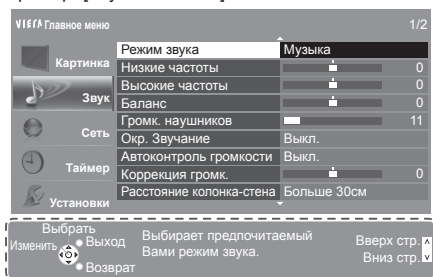 VIErA Главное меню 1/2
Картинка
Звук
Сеть
Таймер
Установки
Режим звука Музыка
Низкие частоты 0
Высокие частоты 0
Баланс 0
Громк. наушников 11
Окр. Звучание Выкл.
Автоконтроль громкости Выкл.
Коррекция громк. 0
Расстояние колонка-стена Больше 30см
Выбрать
Изменить
Выход
Возврат
Выбирает предпочитаемый
Вами режим звука.
Вверх стр.
Вниз стр.